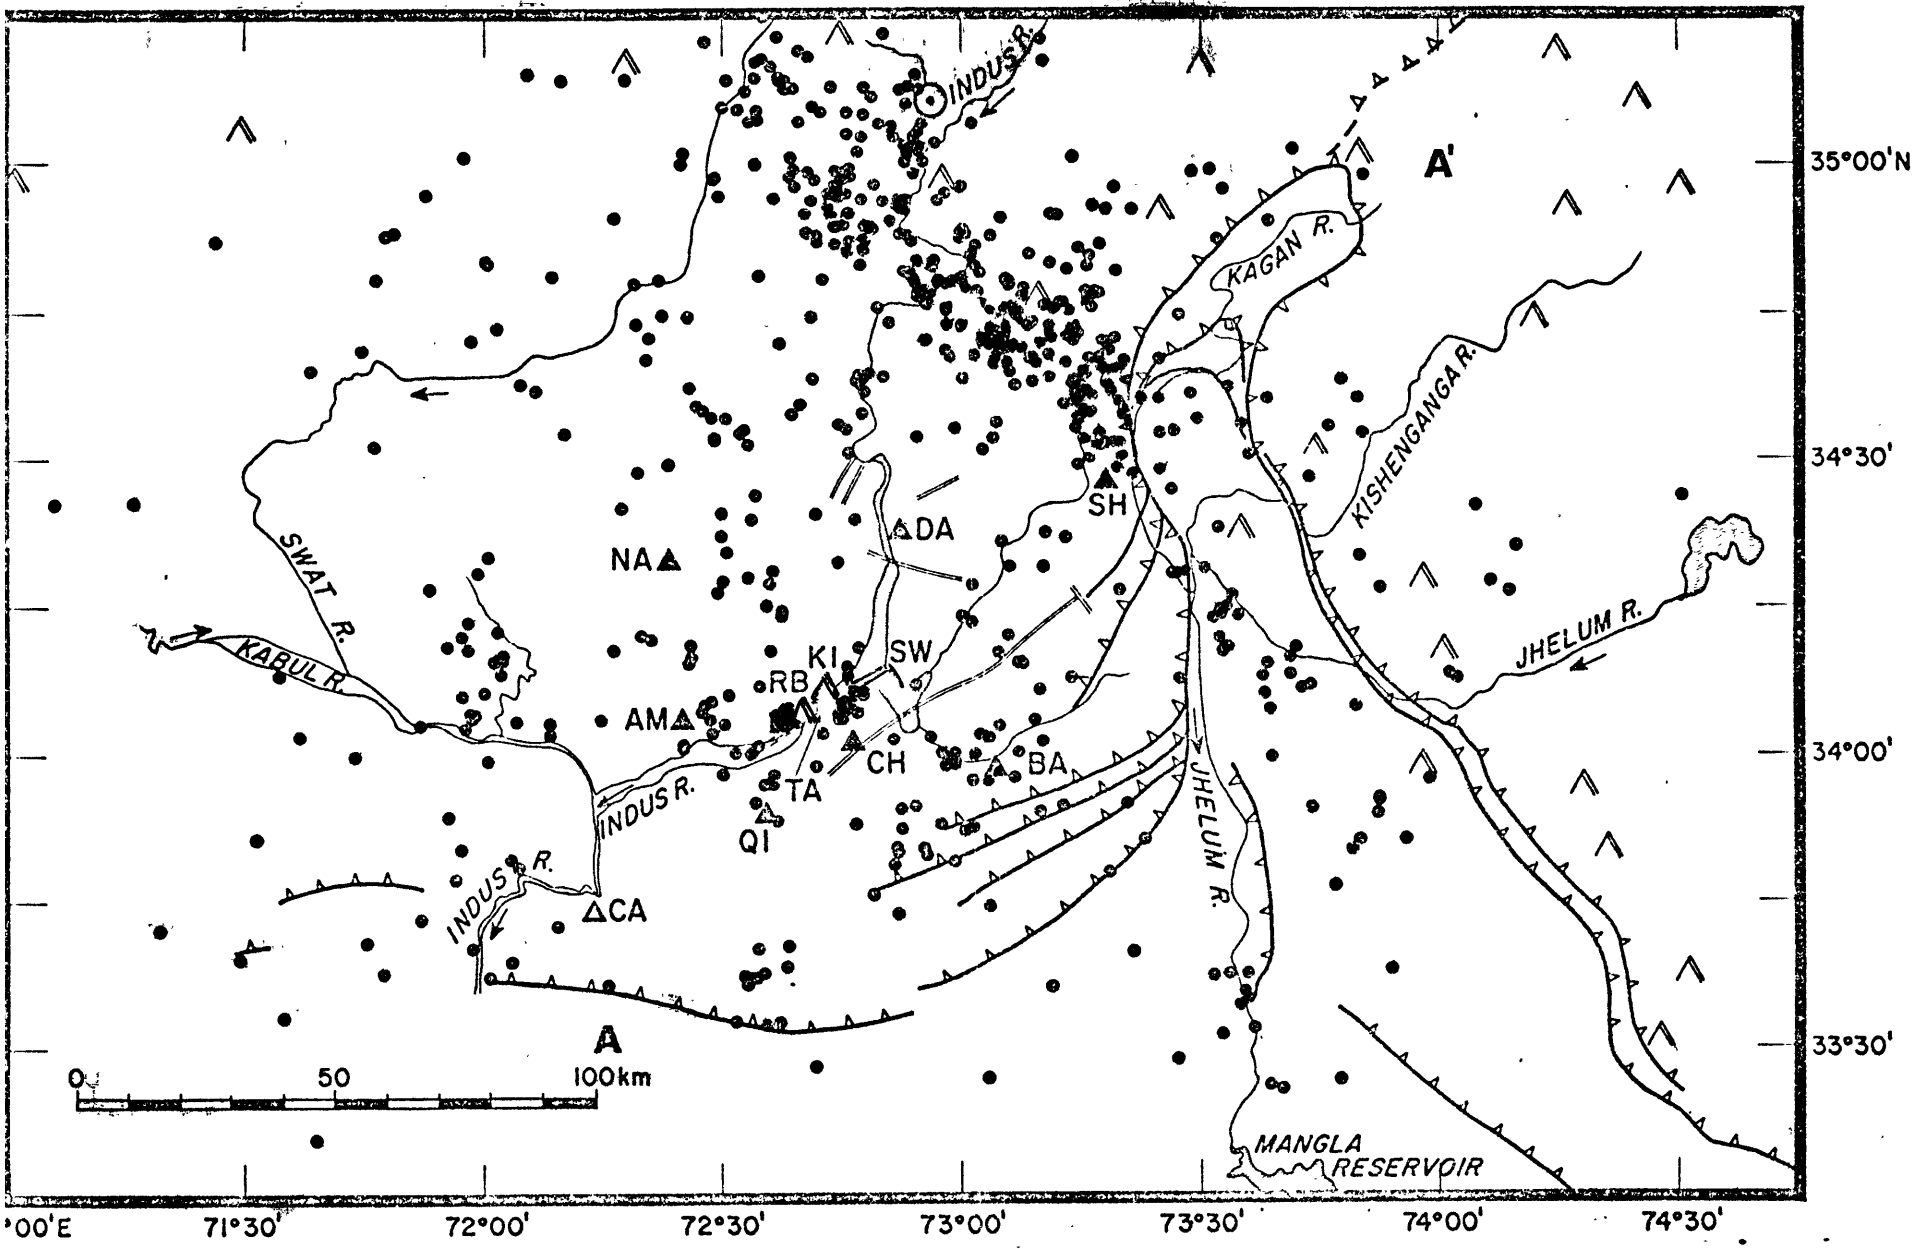 INDUS R.
35°00'N
A'
KAGAN R.
KISHENGANGA R.
34°30'
SH
DA
NA
SWAT R.
JHELUM R.
KI
SW
KABUL R.
RB
AM
CH
BA
34°00'
TA
INDUS R.
JHELUM R.
QI
INDUS R.
CA
A
33°30'
0 50 100km
MANGLA
RESERVOIR
°00'E 71°30' 72°00' 72°30' 73°00' 73°30' 74°00' 74°30'